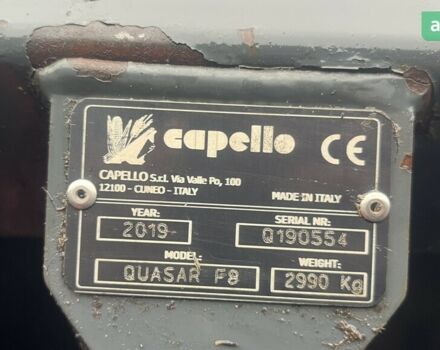 a
capello CE
CAPELLO S.r.l. Via Valle Po, 100
12100 - CUNEO - ITALY
MADE IN ITALY
YEAR: SERIAL NR:
2019 Q190554
MODEL: WEIGHT:
QUASAR F8 2990 Kg